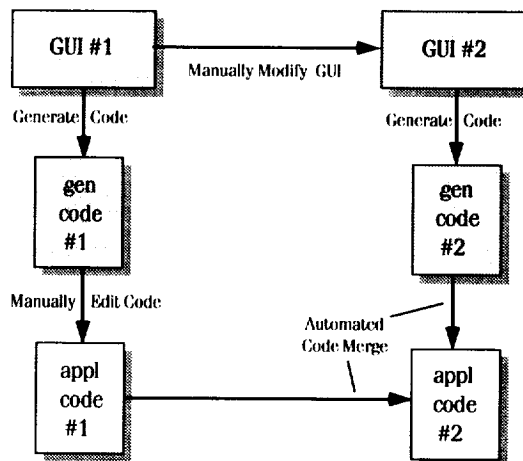 GUI #1
GUI #2
Manually Modify GUI
Generate Code
Generate Code
gen
code
#1
gen
code
#2
Manually Edit Code
Automated
Code Merge
appl
code
#1
appl
code
#2